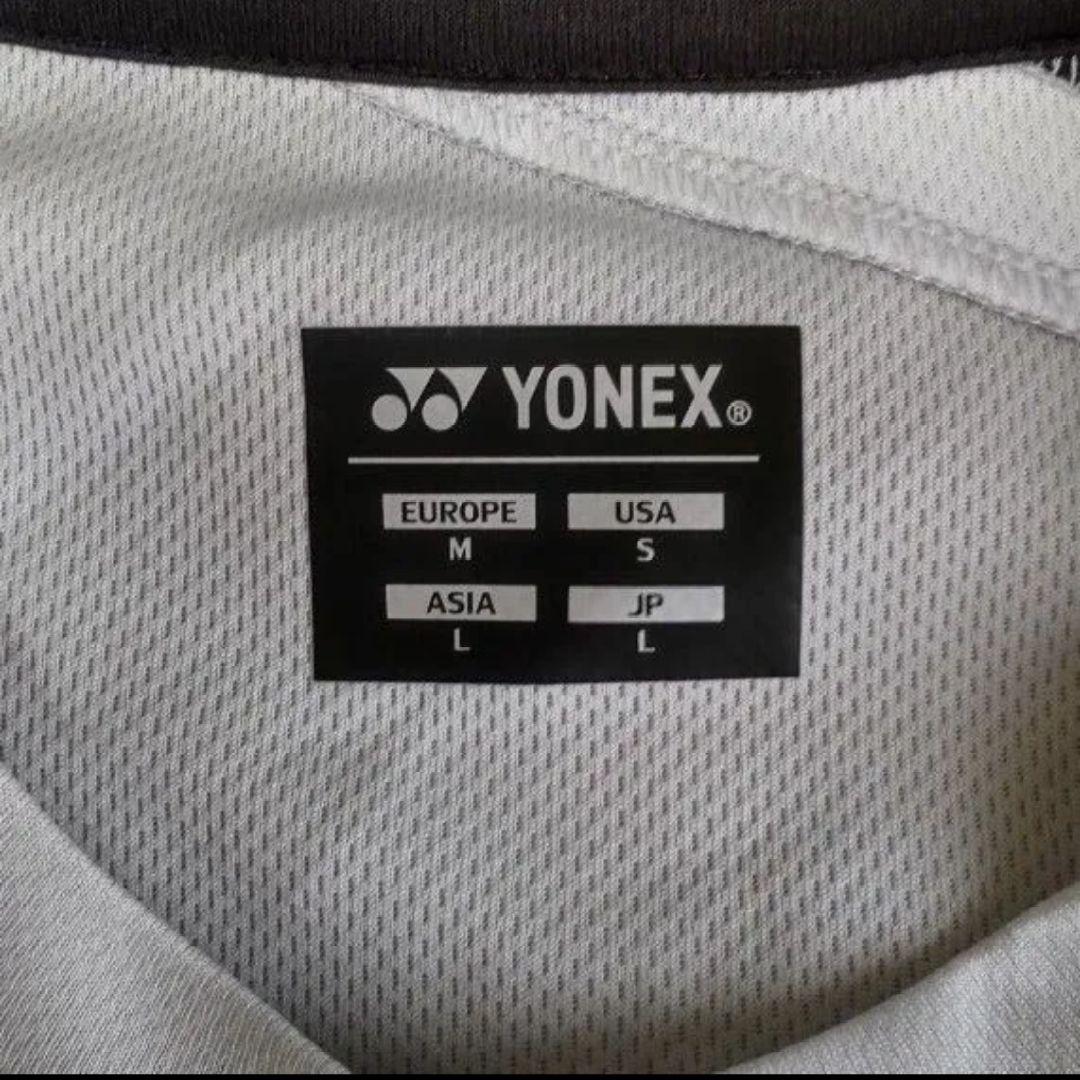 YONEX®
EUROPE USA
M S
ASIA JP
L L